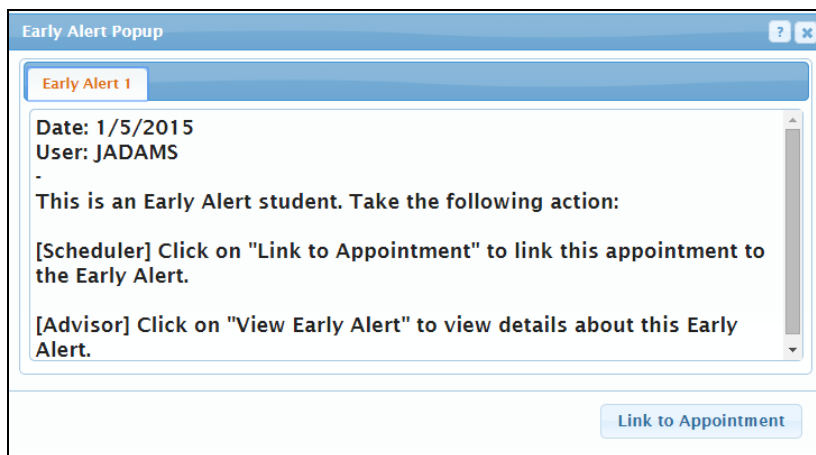 Early Alert Popup
?
Early Alert 1
Date: 1/5/2015
User: JADAMS
-
This is an Early Alert student. Take the following action:
[Scheduler] Click on "Link to Appointment" to link this appointment to
the Early Alert.
[Advisor] Click on "View Early Alert" to view details about this Early
Alert.
Link to Appointment